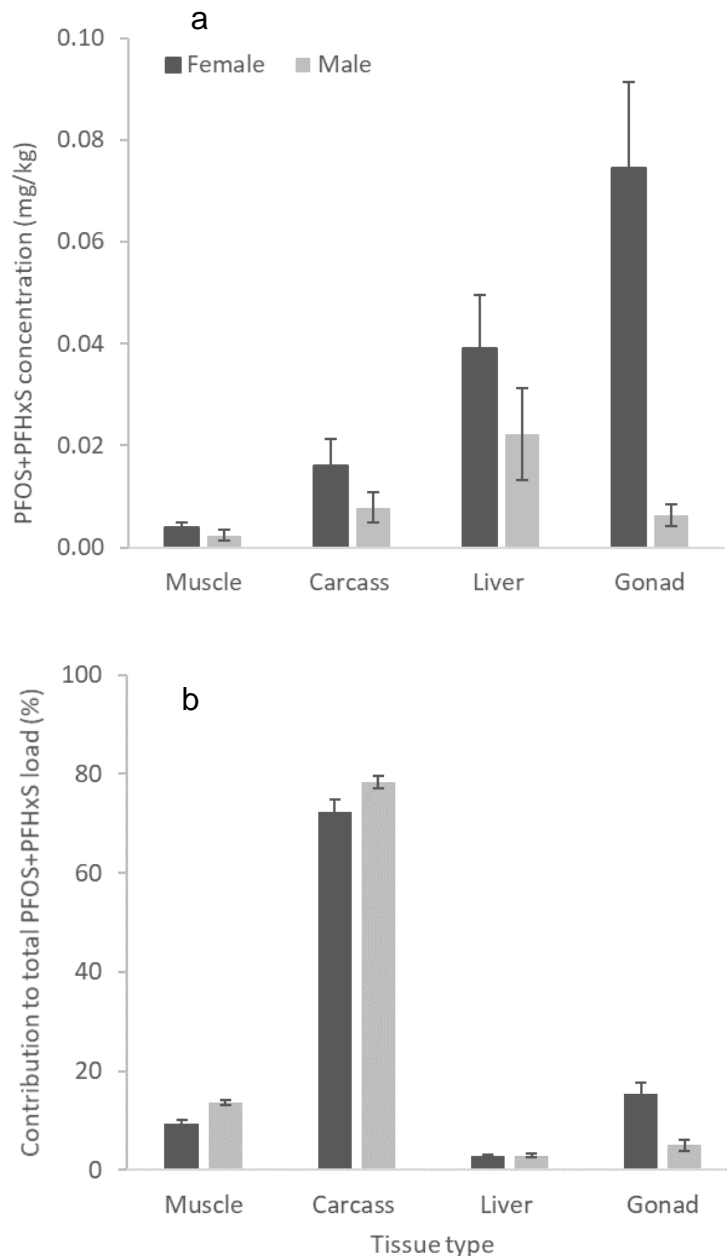 a
PFOS+PFHxS concentration (mg/kg)
0.10
0.08
0.06
0.04
0.02
0.00
Female Male
Muscle Carcass Liver Gonad
b
Contribution to total PFOS+PFHxS load (%)
100
80
60
40
20
0
Muscle Carcass Liver Gonad
Tissue type